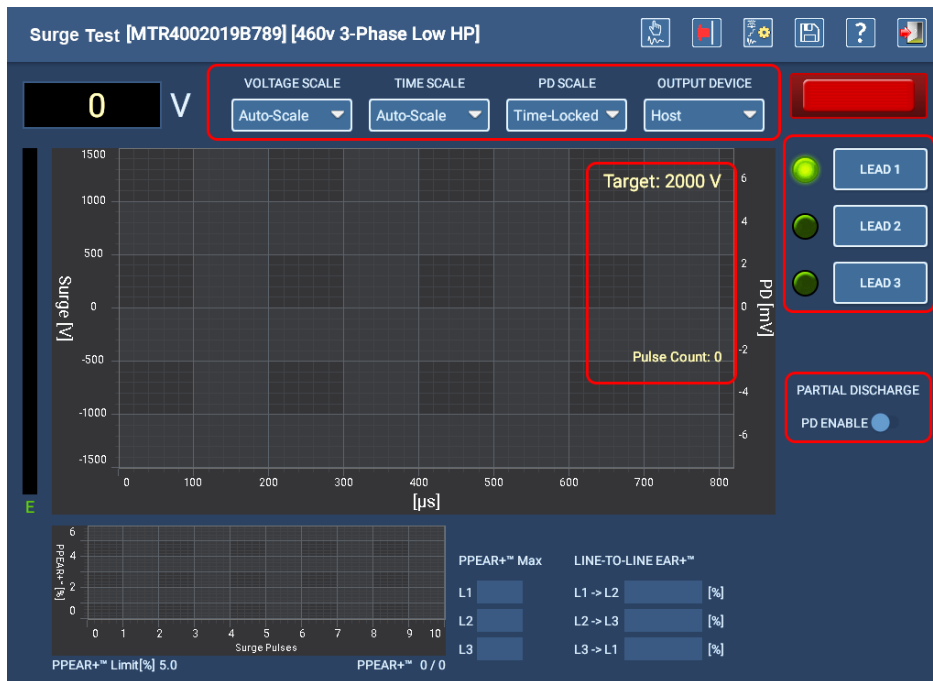 Surge Test [MTR4002019B789] [460v 3-Phase Low HP]
?
0 V
VOLTAGE SCALE TIME SCALE PD SCALE OUTPUT DEVICE
Auto-Scale Auto-Scale Time-Locked Host
1500
1000
500
0
-500
-1000
-1500
Surge [V]
Target: 2000 V
Pulse Count: 0
6
4
2
0
-2
-4
-6
PD [mV]
0 100 200 300 400 500 600 700 800
[µs]
E
LEAD 1
LEAD 2
LEAD 3
PARTIAL DISCHARGE
PD ENABLE
6
4
2
0
PPEAR+™ [%]
0 1 2 3 4 5 6 7 8 9 10
Surge Pulses
PPEAR+™ Limit[%] 5.0 PPEAR+™ 0 / 0
PPEAR+™ Max LINE-TO-LINE EAR+™
L1 L1 -> L2 [%]
L2 L2 -> L3 [%]
L3 L3 -> L1 [%]